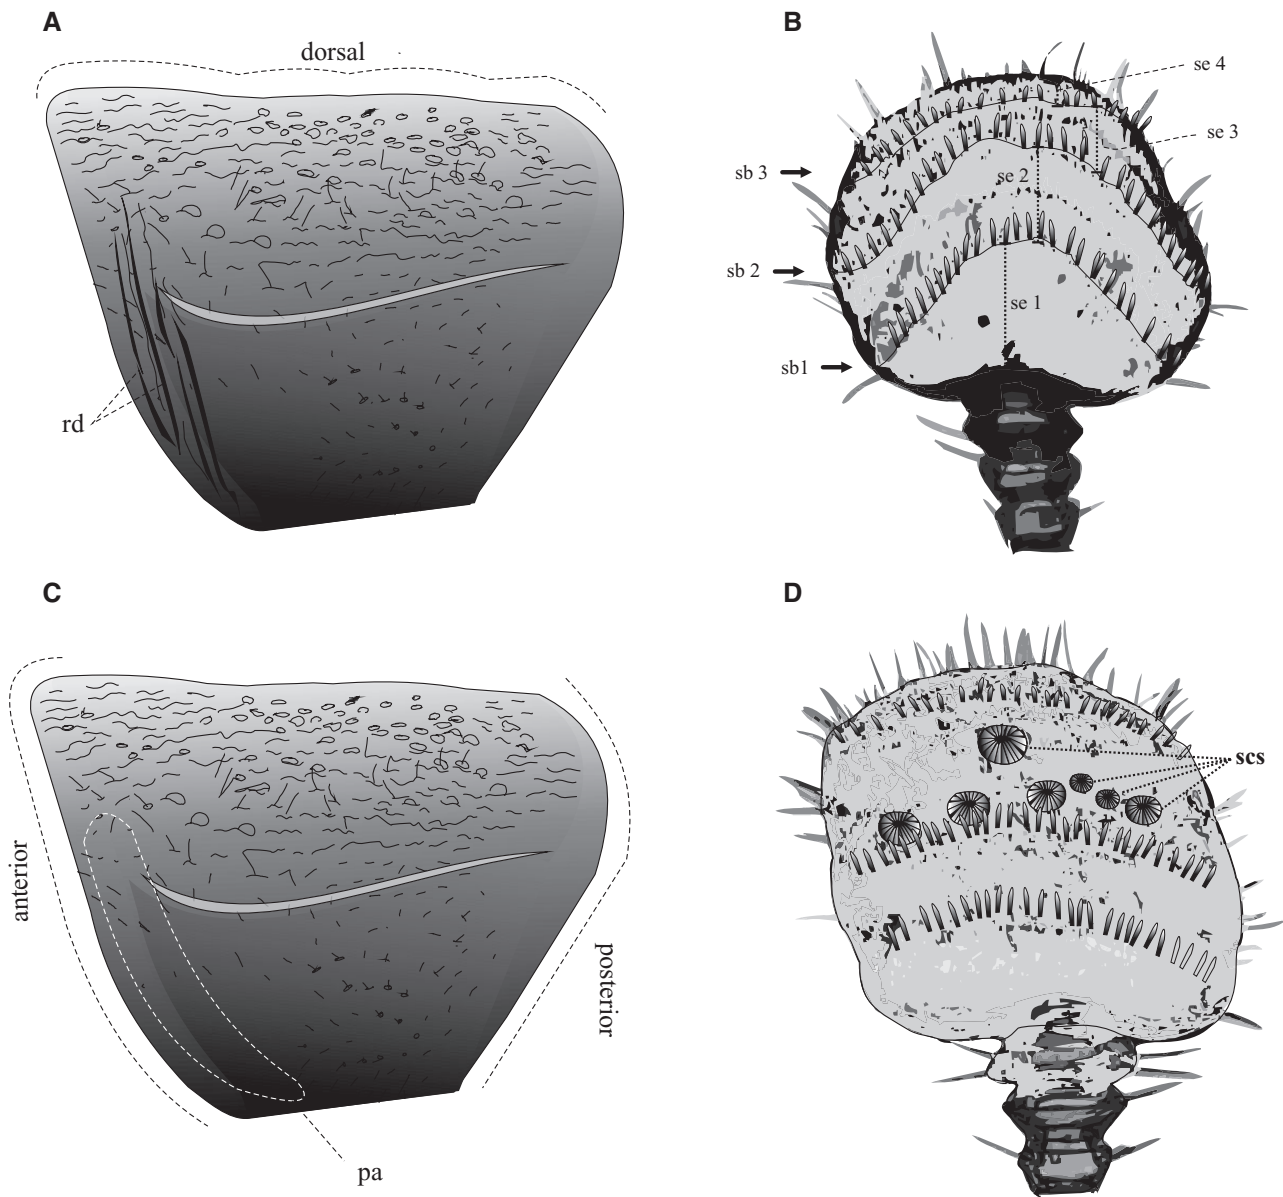 A
dorsal
rd
B
se 4
se 3
sb 3
se 2
sb 2
se 1
sb1
C
anterior
posterior
pa
D
scs